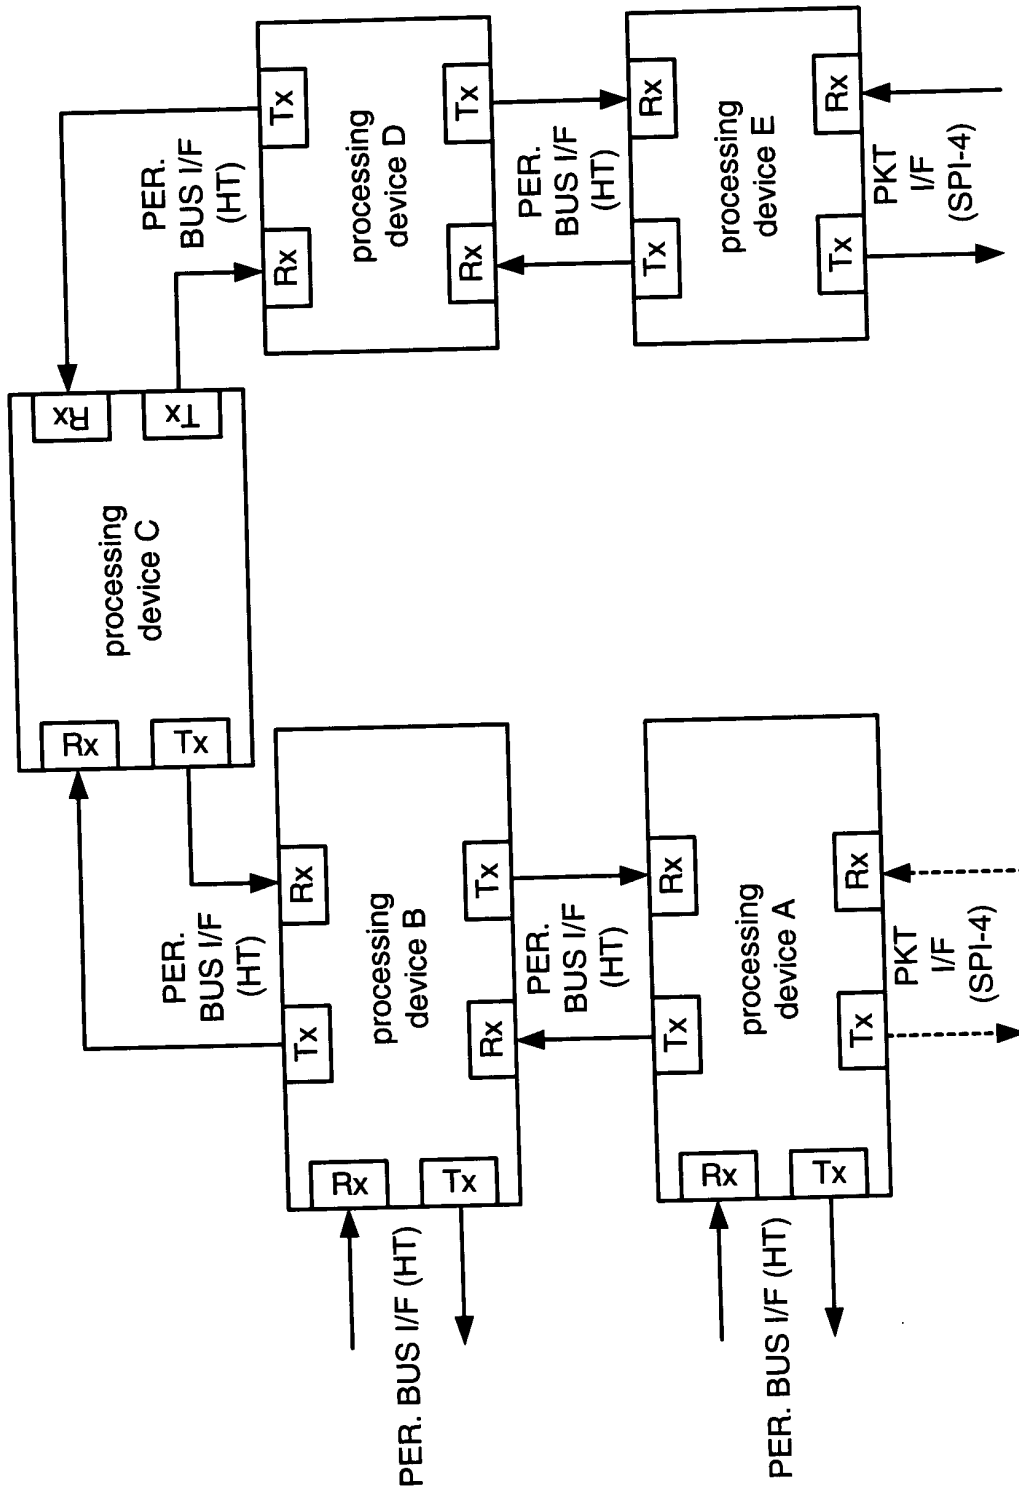 Rx
Tx
processing
device C
Rx
Tx
PER.
BUS I/F
(HT)
PER.
BUS I/F
(HT)
Tx
Rx
processing
device B
Rx
Tx
Rx
Tx
PER. BUS I/F (HT)
Rx
Tx
processing
device D
Rx
Tx
PER.
BUS I/F
(HT)
PER.
BUS I/F
(HT)
Tx
Rx
processing
device A
Tx
Rx
Rx
Tx
PER. BUS I/F (HT)
Tx
Rx
processing
device E
Tx
Rx
PKT
I/F
(SPI-4)
PKT
I/F
(SPI-4)